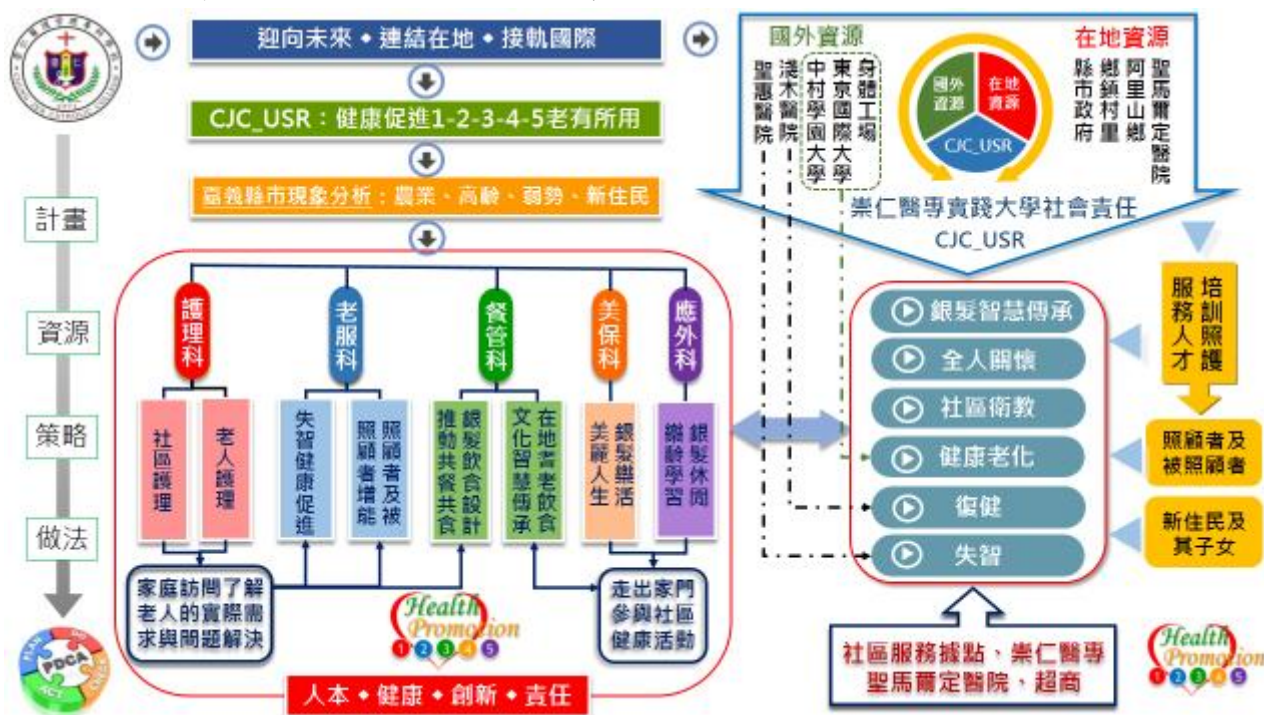 迎向未來◆連結在地◆接軌國際
CJC_USR：健康促進1-2-3-4-5老有所用
嘉義縣市現象分析：農業、高齡、弱勢、新住民
計畫
資源
策略
做法
PLAN
DO
ACT
PDCA
護理科
老服科
餐管科
美保科
應外科
社區護理
老人護理
失智健康促進
照顧者及被
照顧者增能
銀髮飲食設計
推動共餐共食
在地耆老飲食
文化智慧傳承
銀髮樂活
美麗人生
銀髮休閒
樂齡學習
家庭訪問了解
老人的實際需
求與問題解決
Health
Promotion
1 2 3 4 5
走出家門
參與社區
健康活動
人本◆健康◆創新◆責任
國外資源
身體工場
東京國際大學
中村學園大學
淺木醫院
聖惠醫院
國外
資源
在地
資源
CJC_USR
在地資源
聖馬爾定醫院
阿里山鄉
鄉鎮村里
縣市政府
崇仁醫專實踐大學社會責任
CJC_USR
銀髮智慧傳承
全人關懷
社區衛教
健康老化
復健
失智
培訓照護
服務人才
照顧者及
被照顧者
新住民及
其子女
社區服務據點、崇仁醫專
聖馬爾定醫院、超商
Health
Promotion
1 2 3 4 5